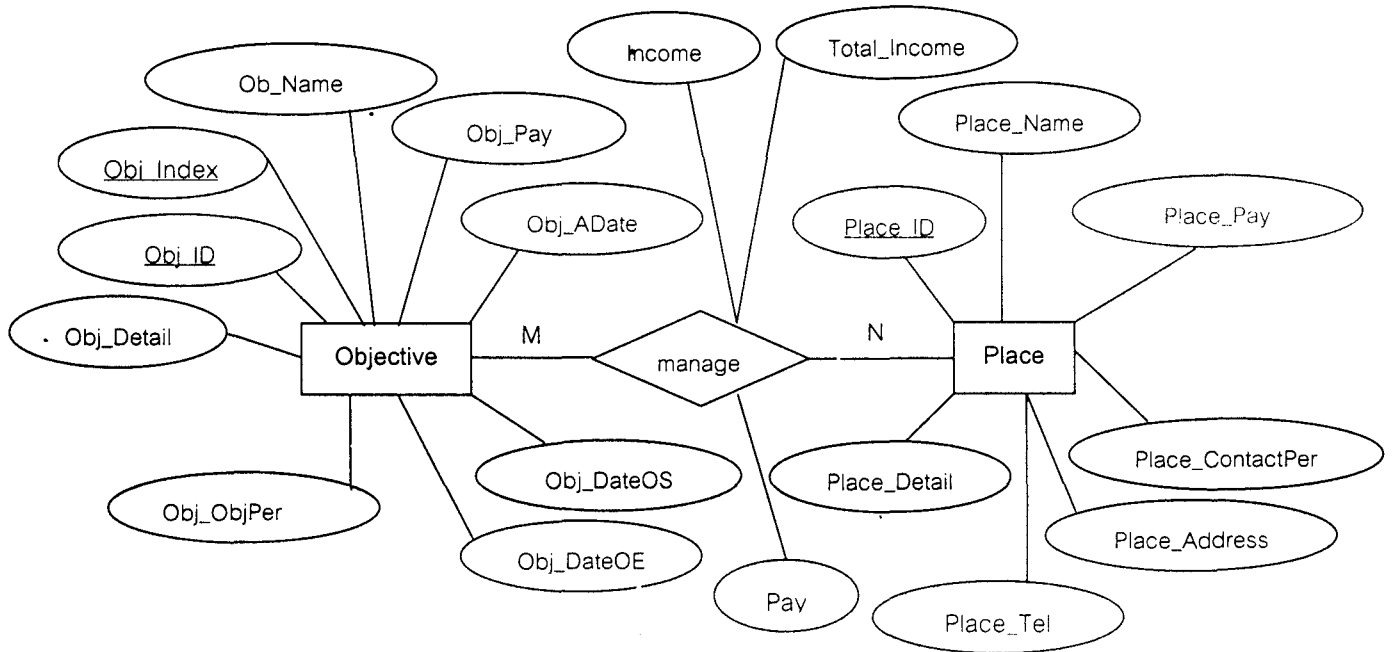 Income
Total_Income
Ob_Name
Obj_Pay
Place_Name
Obj_Index
Obj_ADate
Place_ID
Place_Pay
Obj_ID
Obj_Detail
Objective
M
manage
N
Place
Obj_DateOS
Place_Detail
Place_ContactPer
Obj_ObjPer
Obj_DateOE
Place_Address
Pay
Place_Tel